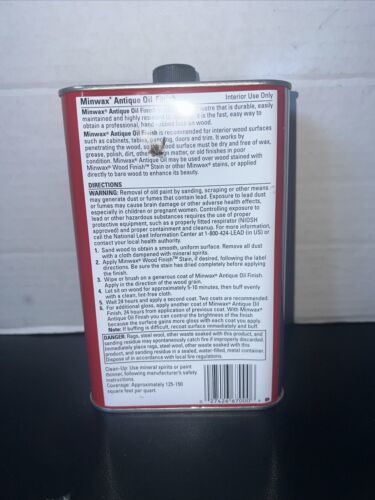 Minwax® Antique Oil Finish
Interior Use Only
Minwax® Antique Oil Finish lustre that is durable, easily
maintained and highly resistant It is the fast, easy way to
obtain a professional, hand on wood.
Minwax® Antique Oil Finish is recommended for interior wood surfaces
such as cabinets, tables, paneling, doors and trim. It works by
penetrating the wood, so wood surface must be dry and free of wax,
grease, polish, dirt, matter, or old finishes in poor
condition. Minwax® Antique Oil may be used over wood stained with
Minwax® Wood Finish™ Stain or other Minwax® stains, or applied
directly to bare wood to enhance its beauty.
DIRECTIONS
WARNING: Removal of old paint by sanding, scraping or other means
may generate dust or fumes that contain lead. Exposure to lead dust
or fumes may cause brain damage or other adverse health effects,
especially in children or pregnant women. Controlling exposure to
lead or other hazardous substances requires the use of proper
protective equipment, such as a properly fitted respirator (NIOSH
approved) and proper containment and cleanup. For more information,
call the National Lead Information Center at 1-800-424-LEAD (in US) or
contact your local health authority.
1. Sand wood to obtain a smooth, uniform surface. Remove all dust
with a cloth dampened with mineral spirits.
2. Apply Minwax® Wood Finish™ Stain, if desired, following the label
directions. Be sure the stain has dried completely before applying
the finish.
3. Wipe or brush on a generous coat of Minwax® Antique Oil Finish.
Apply in the direction of the wood grain.
4. Let sit on wood for approximately 5-10 minutes, then buff evenly
with a clean, lint-free cloth.
5. Wait 24 hours and apply a second coat. Two coats are recommended.
6. For additional gloss, apply another coat of Minwax® Antique Oil
Finish, 24 hours from application of previous coat. With Minwax®
Antique Oil Finish you can control the brightness of the finish
because the surface gains more gloss with each coat you apply.
Note: If buffing is difficult, recoat surface immediately and buff.
DANGER: Rags, steel wool, other waste soaked with this product, and
sanding residue may spontaneously catch fire if improperly discarded.
Immediately place rags, steel wool, other waste soaked with this
product, and sanding residue in a sealed, water-filled, metal container.
Dispose of in accordance with local fire regulations.
Clean-Up: Use mineral spirits or paint
thinner, following manufacturer's safety
instructions.
Coverage: Approximately 125-150
square feet per quart.
0 27426 67000